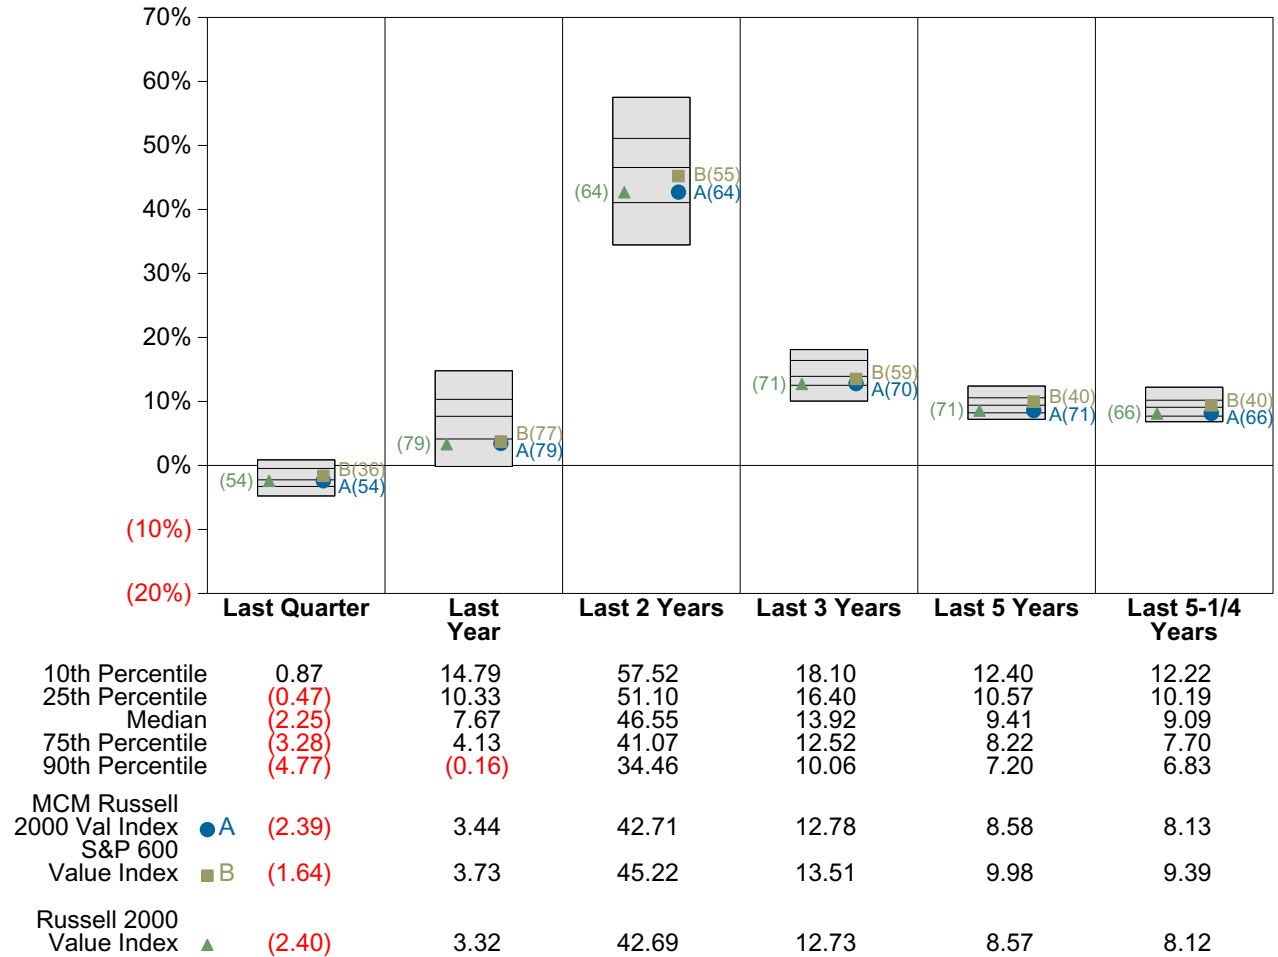 70%
60%
50%
40%
30%
20%
10%
0%
(10%)
(20%)
(54)
B(36)
A(54)
(79)
B(77)
A(79)
(64)
B(55)
A(64)
(71)
B(59)
A(70)
(71)
B(40)
A(71)
(66)
B(40)
A(66)
Last Quarter
Last
Year
Last 2 Years
Last 3 Years
Last 5 Years
Last 5-1/4
Years
10th Percentile 0.87 14.79 57.52 18.10 12.40 12.22
25th Percentile (0.47) 10.33 51.10 16.40 10.57 10.19
Median (2.25) 7.67 46.55 13.92 9.41 9.09
75th Percentile (3.28) 4.13 41.07 12.52 8.22 7.70
90th Percentile (4.77) (0.16) 34.46 10.06 7.20 6.83
MCM Russell
2000 Val Index A (2.39) 3.44 42.71 12.78 8.58 8.13
S&P 600
Value Index B (1.64) 3.73 45.22 13.51 9.98 9.39
Russell 2000
Value Index (2.40) 3.32 42.69 12.73 8.57 8.12